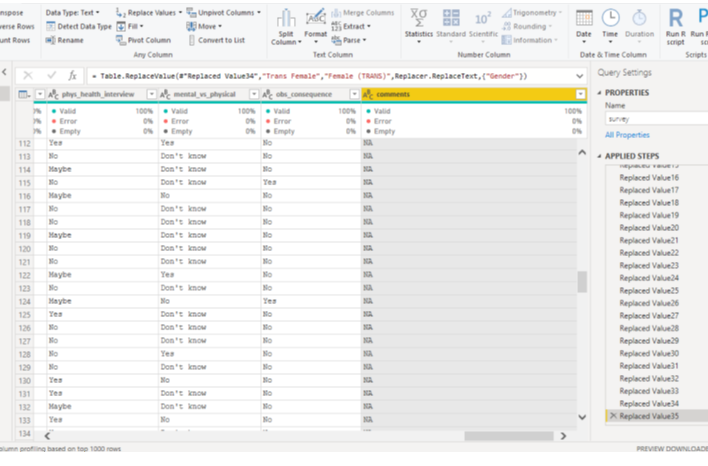 nspose
Data Type: Text
Replace Values
Unpivot Columns
Merge Columns
Trigonometry
verse Rows
Detect Data Type
Fill
Move
Split Column
Format
ABC
Extract
Statistics
Standard
Scientific
10²
Rounding
Date
Time
Duration
Run R script
R
unt Rows
Rename
Pivot Column
Convert to List
Parse
Information
Any Column
Text Column
Number Column
Date & Time Column
Scripts
fx
= Table.ReplaceValue(#"Replaced Value34","Trans Female","Female (TRANS)",Replacer.ReplaceText,{"Gender"})
Query Settings
phys_health_interview
mental_vs_physical
obs_consequence
comments
PROPERTIES
% Valid 100% Valid 100% Valid 100% Valid 100%
% Error 0% Error 0% Error 0% Error 0%
% Empty 0% Empty 0% Empty 0% Empty 0%
Name
survey
All Properties
APPLIED STEPS
112 Yes Yes No NA
113 No Don't know No NA
114 Maybe Don't know No NA
115 No Don't know Yes NA
116 Maybe No No NA
117 No Don't know No NA
118 No Don't know No NA
119 Maybe Don't know No NA
120 No Don't know No NA
121 No Don't know No NA
122 Maybe Yes No NA
123 No Don't know No NA
124 Maybe No Yes NA
125 Yes Don't know No NA
126 No Don't know No NA
127 No Don't know No NA
128 No Yes No NA
129 No Don't know No NA
130 Yes No No NA
131 Yes Don't know No NA
132 Maybe Don't know No NA
133 Yes No No NA
134
Replaced Value15
Replaced Value16
Replaced Value17
Replaced Value18
Replaced Value19
Replaced Value20
Replaced Value21
Replaced Value22
Replaced Value23
Replaced Value24
Replaced Value25
Replaced Value26
Replaced Value27
Replaced Value28
Replaced Value29
Replaced Value30
Replaced Value31
Replaced Value32
Replaced Value33
Replaced Value34
Replaced Value35
olumn profiling based on top 1000 rows
PREVIEW DOWNLOADE